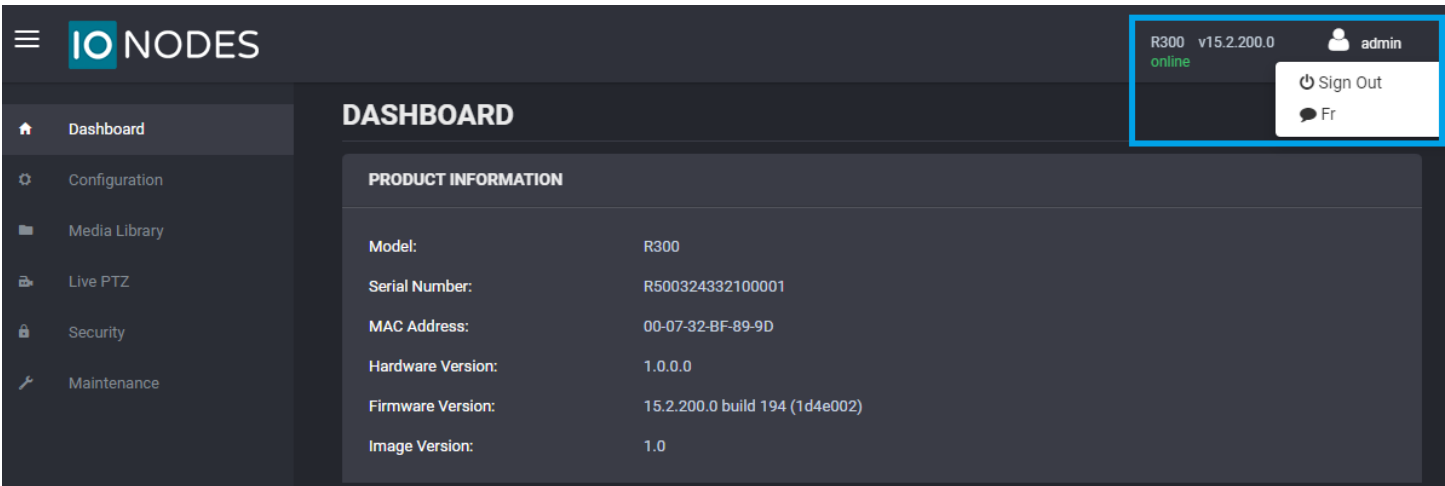 IO NODES
R300 v15.2.200.0 admin
online
Sign Out
Fr
Dashboard
Configuration
Media Library
Live PTZ
Security
Maintenance
DASHBOARD
PRODUCT INFORMATION
Model: R300
Serial Number: R500324332100001
MAC Address: 00-07-32-BF-89-9D
Hardware Version: 1.0.0.0
Firmware Version: 15.2.200.0 build 194 (1d4e002)
Image Version: 1.0